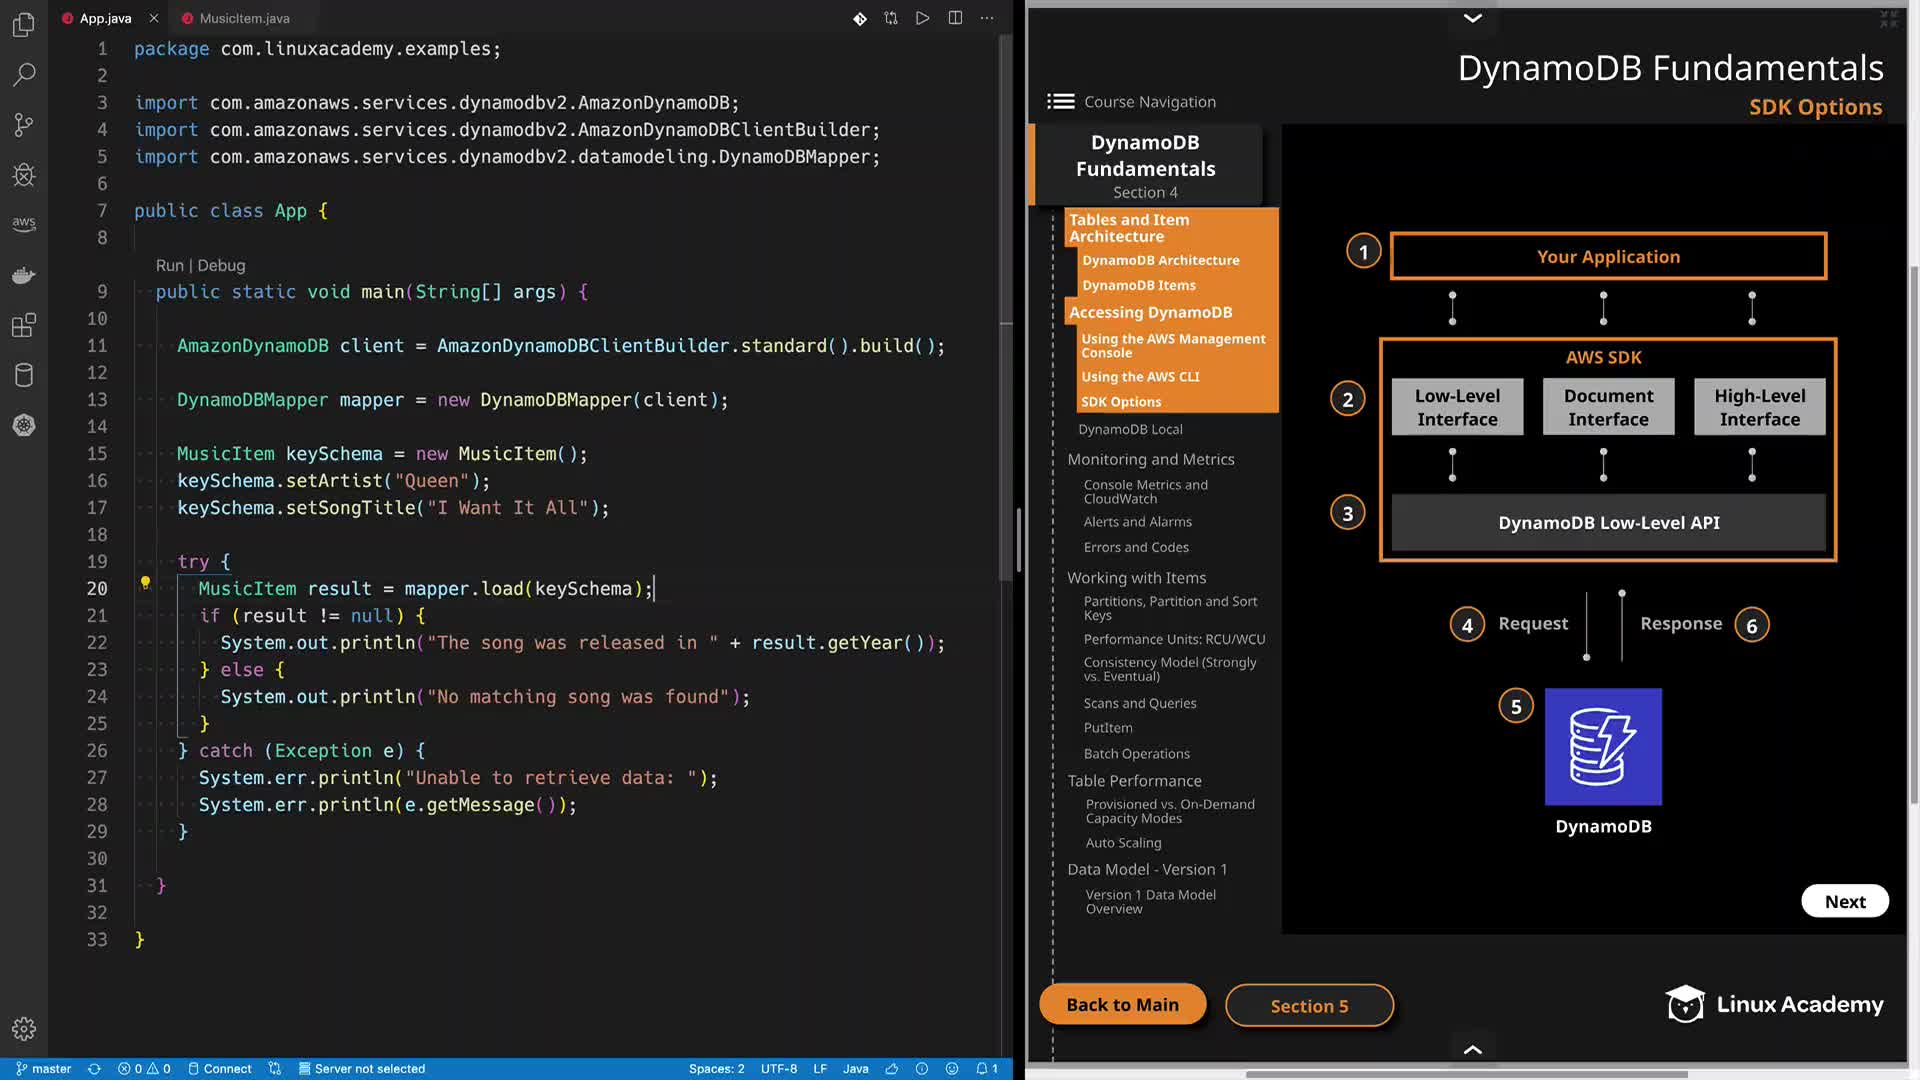 App.java
MusicItem.java
1 package com.linuxacademy.examples;
2
3 import com.amazonaws.services.dynamodbv2.AmazonDynamoDB;
4 import com.amazonaws.services.dynamodbv2.AmazonDynamoDBClientBuilder;
5 import com.amazonaws.services.dynamodbv2.datamodeling.DynamoDBMapper;
6
7 public class App {
8
Run | Debug
9 public static void main(String[] args) {
10
11 AmazonDynamoDB client = AmazonDynamoDBClientBuilder.standard().build();
12
13 DynamoDBMapper mapper = new DynamoDBMapper(client);
14
15 MusicItem keySchema = new MusicItem();
16 keySchema.setArtist("Queen");
17 keySchema.setSongTitle("I Want It All");
18
19 try {
20 MusicItem result = mapper.load(keySchema);
21 if (result != null) {
22 System.out.println("The song was released in " + result.getYear());
23 } else {
24 System.out.println("No matching song was found");
25 }
26 } catch (Exception e) {
27 System.err.println("Unable to retrieve data: ");
28 System.err.println(e.getMessage());
29 }
30
31 }
32
33 }
aws
master
0 0
Connect
Server not selected
Spaces: 2
UTF-8
LF
Java
1
DynamoDB Fundamentals
SDK Options
Course Navigation
DynamoDB
Fundamentals
Section 4
Tables and Item
Architecture
DynamoDB Architecture
DynamoDB Items
Accessing DynamoDB
Using the AWS Management
Console
Using the AWS CLI
SDK Options
DynamoDB Local
Monitoring and Metrics
Console Metrics and
CloudWatch
Alerts and Alarms
Errors and Codes
Working with Items
Partitions, Partition and Sort
Keys
Performance Units: RCU/WCU
Consistency Model (Strongly
vs. Eventual)
Scans and Queries
PutItem
Batch Operations
Table Performance
Provisioned vs. On-Demand
Capacity Modes
Auto Scaling
Data Model - Version 1
Version 1 Data Model
Overview
1
Your Application
AWS SDK
2
Low-Level
Interface
Document
Interface
High-Level
Interface
3
DynamoDB Low-Level API
4
Request
Response
6
5
DynamoDB
Next
Back to Main
Section 5
Linux Academy